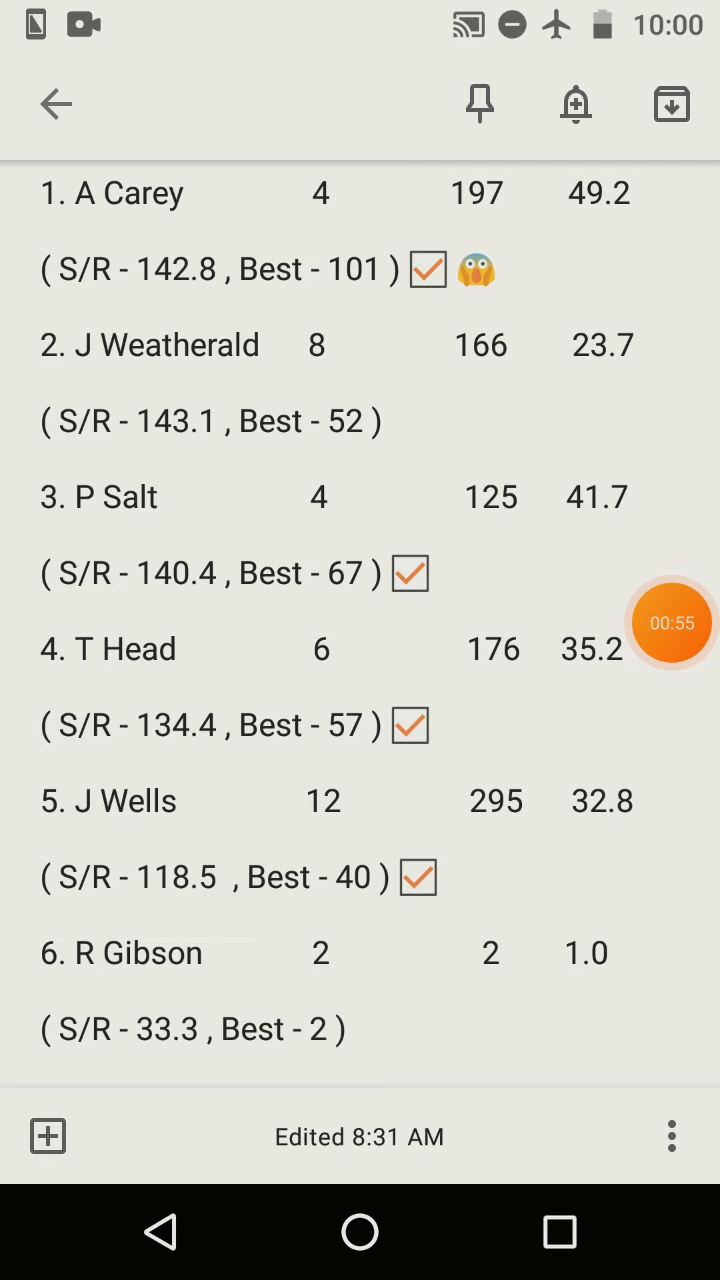 10:00
1. A Carey 4 197 49.2
( S/R - 142.8 , Best - 101 ) ☑ 😱
2. J Weatherald 8 166 23.7
( S/R - 143.1 , Best - 52 )
3. P Salt 4 125 41.7
( S/R - 140.4 , Best - 67 ) ☑
00:55
4. T Head 6 176 35.2
( S/R - 134.4 , Best - 57 ) ☑
5. J Wells 12 295 32.8
( S/R - 118.5 , Best - 40 ) ☑
6. R Gibson 2 2 1.0
( S/R - 33.3 , Best - 2 )
Edited 8:31 AM